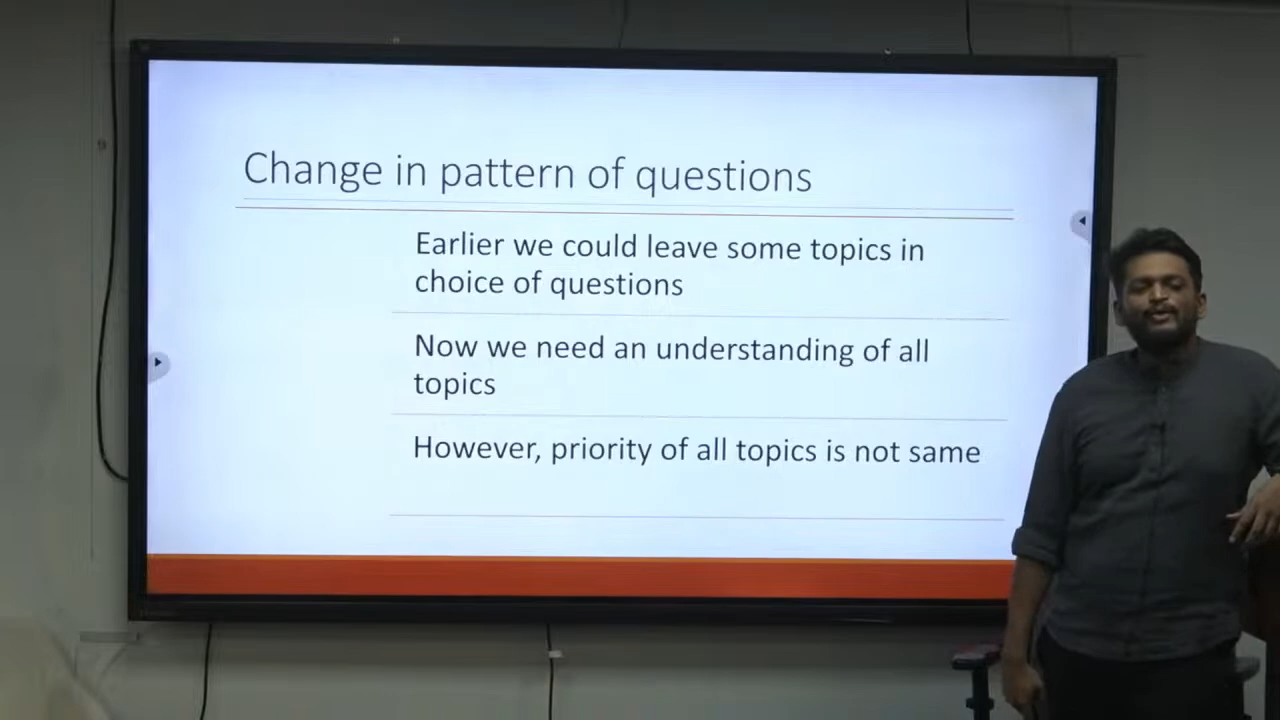 Change in pattern of questions
Earlier we could leave some topics in
choice of questions
Now we need an understanding of all
topics
However, priority of all topics is not same